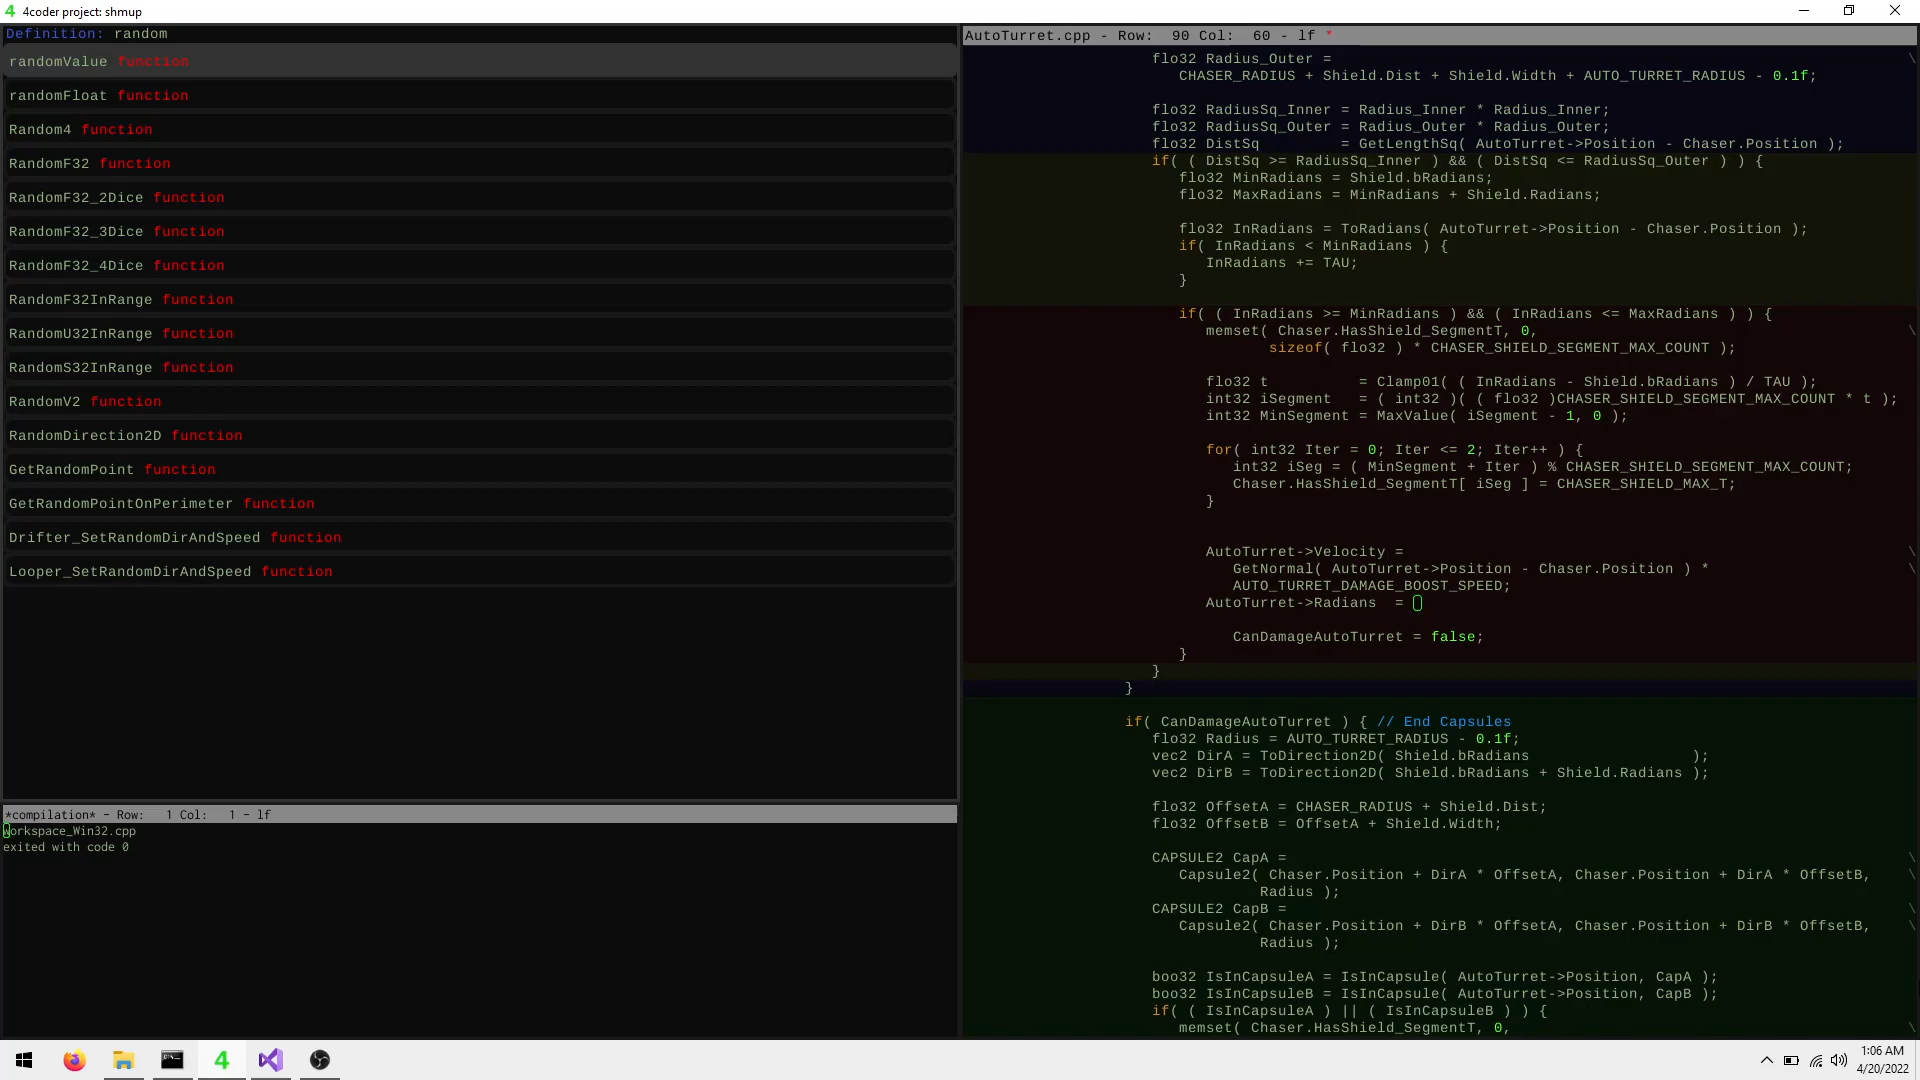 4 4coder project: shmup
Definition: random
randomValue function
randomFloat function
Random4 function
RandomF32 function
RandomF32_2Dice function
RandomF32_3Dice function
RandomF32_4Dice function
RandomF32InRange function
RandomU32InRange function
RandomS32InRange function
RandomV2 function
RandomDirection2D function
GetRandomPoint function
GetRandomPointOnPerimeter function
Drifter_SetRandomDirAndSpeed function
Looper_SetRandomDirAndSpeed function
*compilation* - Row:   1 Col:   1 - lf
workspace_Win32.cpp
exited with code 0
AutoTurret.cpp - Row:  90 Col:  60 - lf *
flo32 Radius_Outer = \
CHASER_RADIUS + Shield.Dist + Shield.Width + AUTO_TURRET_RADIUS - 0.1f;
flo32 RadiusSq_Inner = Radius_Inner * Radius_Inner;
flo32 RadiusSq_Outer = Radius_Outer * Radius_Outer;
flo32 DistSq         = GetLengthSq( AutoTurret->Position - Chaser.Position );
if( ( DistSq >= RadiusSq_Inner ) && ( DistSq <= RadiusSq_Outer ) ) {
flo32 MinRadians = Shield.bRadians;
flo32 MaxRadians = MinRadians + Shield.Radians;
flo32 InRadians = ToRadians( AutoTurret->Position - Chaser.Position );
if( InRadians < MinRadians ) {
InRadians += TAU;
}
if( ( InRadians >= MinRadians ) && ( InRadians <= MaxRadians ) ) {
memset( Chaser.HasShield_SegmentT, 0, \
sizeof( flo32 ) * CHASER_SHIELD_SEGMENT_MAX_COUNT );
flo32 t          = Clamp01( ( InRadians - Shield.bRadians ) / TAU );
int32 iSegment   = ( int32 )( ( flo32 )CHASER_SHIELD_SEGMENT_MAX_COUNT * t );
int32 MinSegment = MaxValue( iSegment - 1, 0 );
for( int32 Iter = 0; Iter <= 2; Iter++ ) {
int32 iSeg = ( MinSegment + Iter ) % CHASER_SHIELD_SEGMENT_MAX_COUNT;
Chaser.HasShield_SegmentT[ iSeg ] = CHASER_SHIELD_MAX_T;
}
AutoTurret->Velocity = \
GetNormal( AutoTurret->Position - Chaser.Position ) * \
AUTO_TURRET_DAMAGE_BOOST_SPEED;
AutoTurret->Radians  =
CanDamageAutoTurret = false;
}
}
}
if( CanDamageAutoTurret ) { // End Capsules
flo32 Radius = AUTO_TURRET_RADIUS - 0.1f;
vec2 DirA = ToDirection2D( Shield.bRadians                  );
vec2 DirB = ToDirection2D( Shield.bRadians + Shield.Radians );
flo32 OffsetA = CHASER_RADIUS + Shield.Dist;
flo32 OffsetB = OffsetA + Shield.Width;
CAPSULE2 CapA = \
Capsule2( Chaser.Position + DirA * OffsetA, Chaser.Position + DirA * OffsetB, \
Radius );
CAPSULE2 CapB = \
Capsule2( Chaser.Position + DirB * OffsetA, Chaser.Position + DirB * OffsetB, \
Radius );
boo32 IsInCapsuleA = IsInCapsule( AutoTurret->Position, CapA );
boo32 IsInCapsuleB = IsInCapsule( AutoTurret->Position, CapB );
if( ( IsInCapsuleA ) || ( IsInCapsuleB ) ) {
memset( Chaser.HasShield_SegmentT, 0, \
4
1:06 AM
4/20/2022